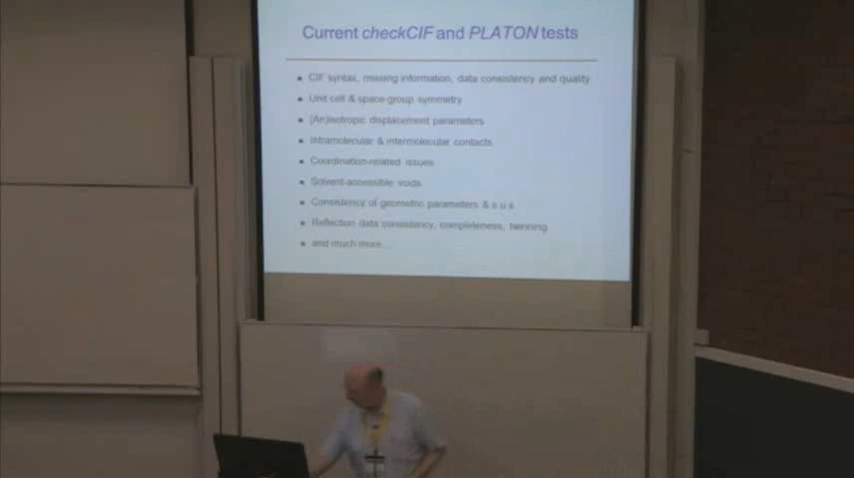 Current checkCIF and PLATON tests
CIF syntax, missing information, data consistency and quality
Unit cell & space-group symmetry
(An)isotropic displacement parameters
Intramolecular & intermolecular contacts
Coordination-related issues
Solvent-accessible voids
Consistency of geometric parameters & s.u.s
Reflection data consistency, completeness, twinning
and much more...